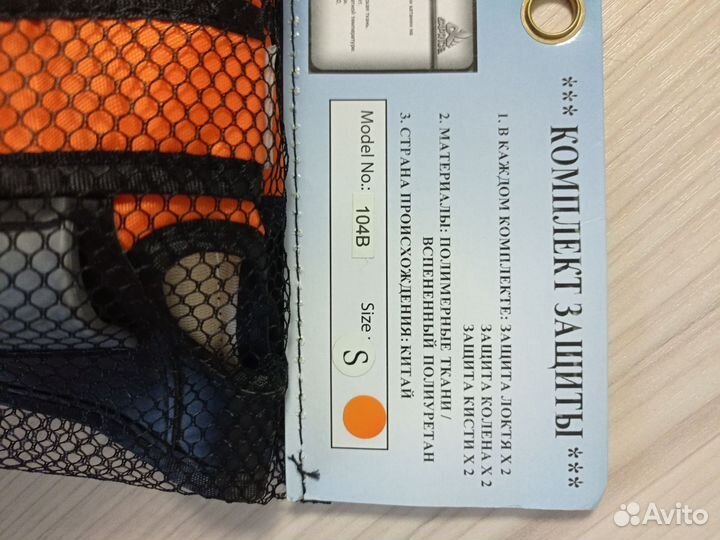 *** КОМПЛЕКТ ЗАЩИТЫ ***
1. В КАЖДОМ КОМПЛЕКТЕ: ЗАЩИТА ЛОКТЯ X 2
ЗАЩИТА КОЛЕНА X 2
ЗАЩИТА КИСТИ X 2
2. МАТЕРИАЛЫ: ПОЛИМЕРНЫЕ ТКАНИ /
ВСПЕНЕННЫЙ ПОЛИУРЕТАН
3. СТРАНА ПРОИСХОЖДЕНИЯ: КИТАЙ
Model No.: 104B Size : S
Avito